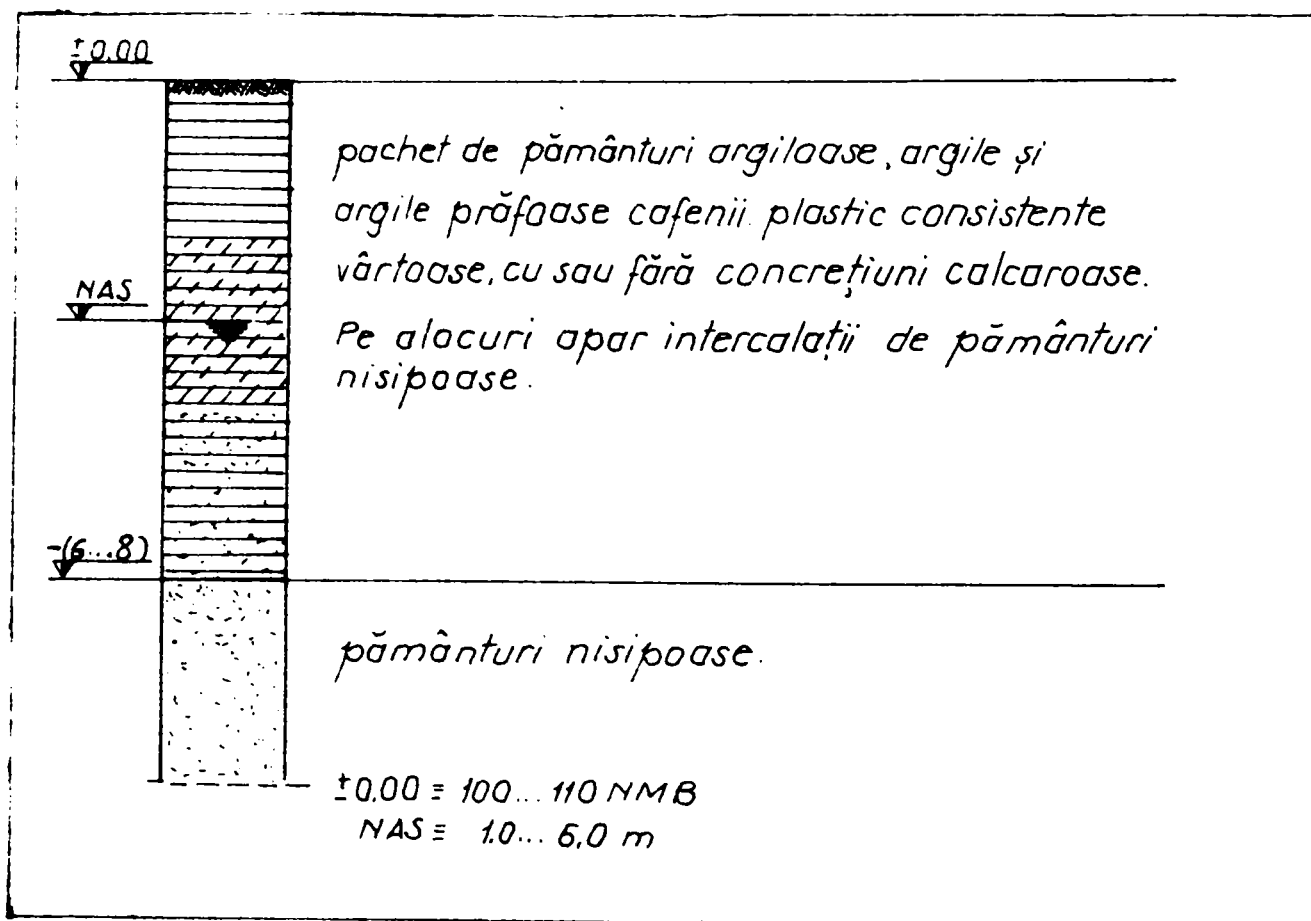 ±0.00
pachet de pământuri argiloase, argile și
argile prăfoase cafenii plastic consistente
vârtoase, cu sau fără concrețiuni calcaroase.
NAS
Pe alocuri apar intercalații de pământuri
nisipoase.
-(6...8)
pământuri nisipoase.
±0.00 ≡ 100... 110 NMB
NAS ≡ 1.0... 6,0 m